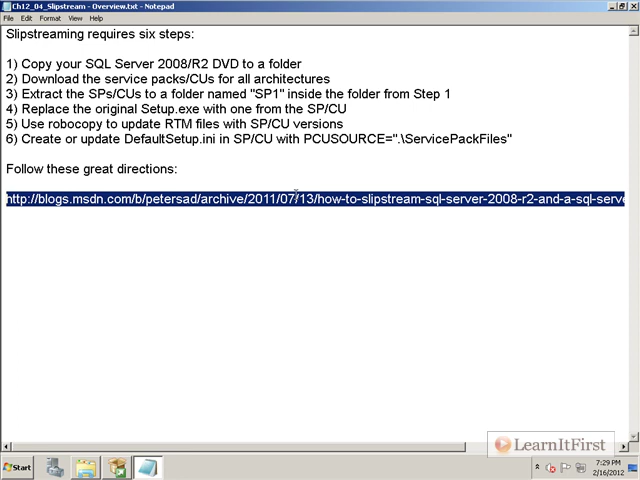 Ch12_04_Slipstream - Overview.txt - Notepad
File Edit Format View Help
Slipstreaming requires six steps:
1) Copy your SQL Server 2008/R2 DVD to a folder
2) Download the service packs/CUs for all architectures
3) Extract the SPs/CUs to a folder named "SP1" inside the folder from Step 1
4) Replace the original Setup.exe with one from the SP/CU
5) Use robocopy to update RTM files with SP/CU versions
6) Create or update DefaultSetup.ini in SP/CU with PCUSOURCE=".\ServicePackFiles"
Follow these great directions:
http://blogs.msdn.com/b/petersad/archive/2011/07/13/how-to-slipstream-sql-server-2008-r2-and-a-sql-serve
LearnItFirst
Start
7:29 PM
2/16/2012